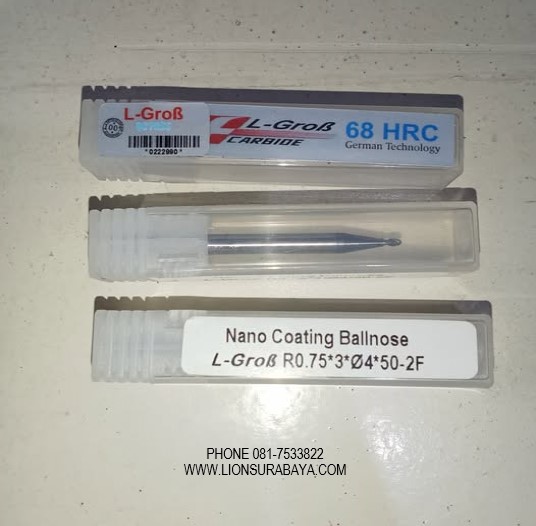 L-Groß
100
*0222990*
L-Groß
CARBIDE
68 HRC
German Technology
Nano Coating Ballnose
L-Groß R0.75*3*Ø4*50-2F
PHONE 081-7533822
WWW.LIONSURABAYA.COM